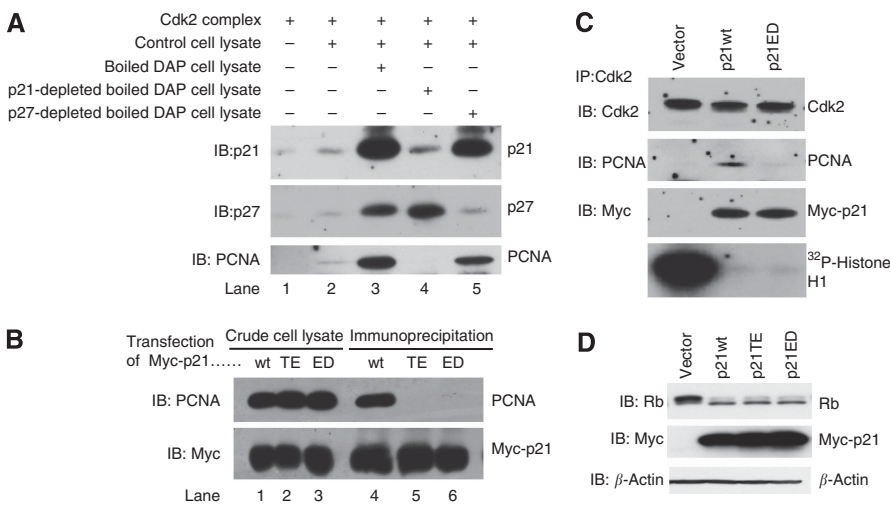 A
Cdk2 complex + + + + +
Control cell lysate – + + + +
Boiled DAP cell lysate – – + – –
p21-depleted boiled DAP cell lysate – – – + –
p27-depleted boiled DAP cell lysate – – – – +
IB:p21 p21
IB:p27 p27
IB: PCNA PCNA
Lane 1 2 3 4 5
B
Crude cell lysate Immunoprecipitation
Transfection
of Myc-p21...... wt TE ED wt TE ED
IB: PCNA PCNA
IB: Myc Myc-p21
Lane 1 2 3 4 5 6
C
Vector p21wt p21ED
IP:Cdk2
IB: Cdk2 Cdk2
IB: PCNA PCNA
IB: Myc Myc-p21
³²P-Histone
H1
D
Vector p21wt p21TE p21ED
IB: Rb Rb
IB: Myc Myc-p21
IB: β-Actin β-Actin